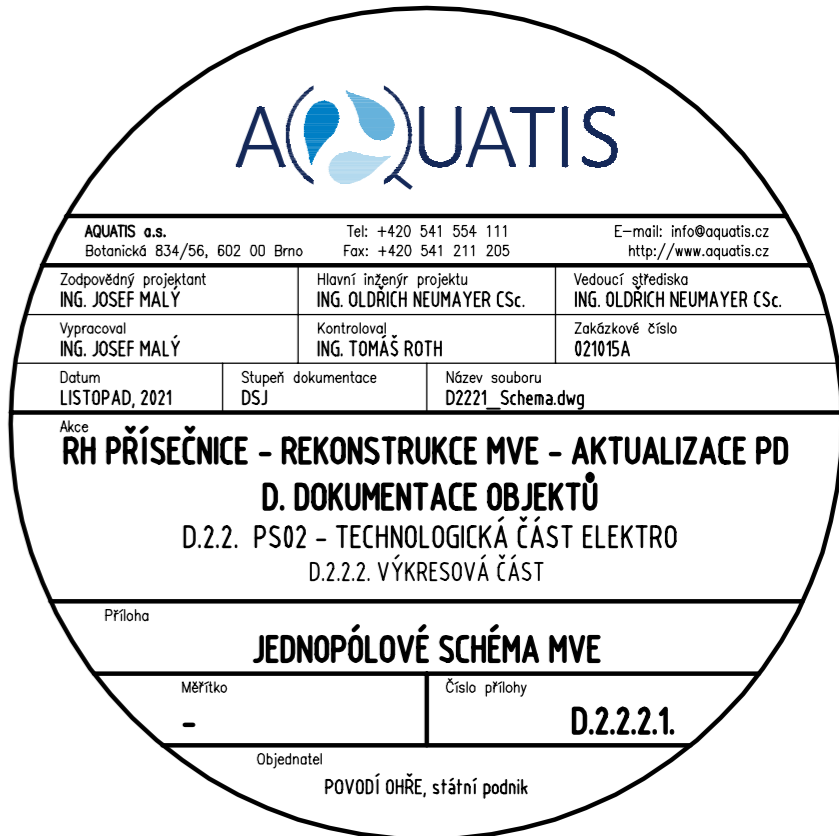 AQUATIS
AQUATIS a.s. Tel: +420 541 554 111 E-mail: info@aquatis.cz
Botanická 834/56, 602 00 Brno Fax: +420 541 211 205 http://www.aquatis.cz
Zodpovědný projektant Hlavní inženýr projektu Vedoucí střediska
ING. JOSEF MALÝ ING. OLDŘICH NEUMAYER CSc. ING. OLDŘICH NEUMAYER CSc.
Vypracoval Kontroloval Zakázkové číslo
ING. JOSEF MALÝ ING. TOMÁŠ ROTH 021015A
Datum Stupeň dokumentace Název souboru
LISTOPAD, 2021 DSJ D2221_Schema.dwg
Akce
RH PŘÍSEČNICE - REKONSTRUKCE MVE - AKTUALIZACE PD
D. DOKUMENTACE OBJEKTŮ
D.2.2. PS02 - TECHNOLOGICKÁ ČÁST ELEKTRO
D.2.2.2. VÝKRESOVÁ ČÁST
Příloha
JEDNOPÓLOVÉ SCHÉMA MVE
Měřítko Číslo přílohy
- D.2.2.2.1.
Objednatel
POVODÍ OHŘE, státní podnik